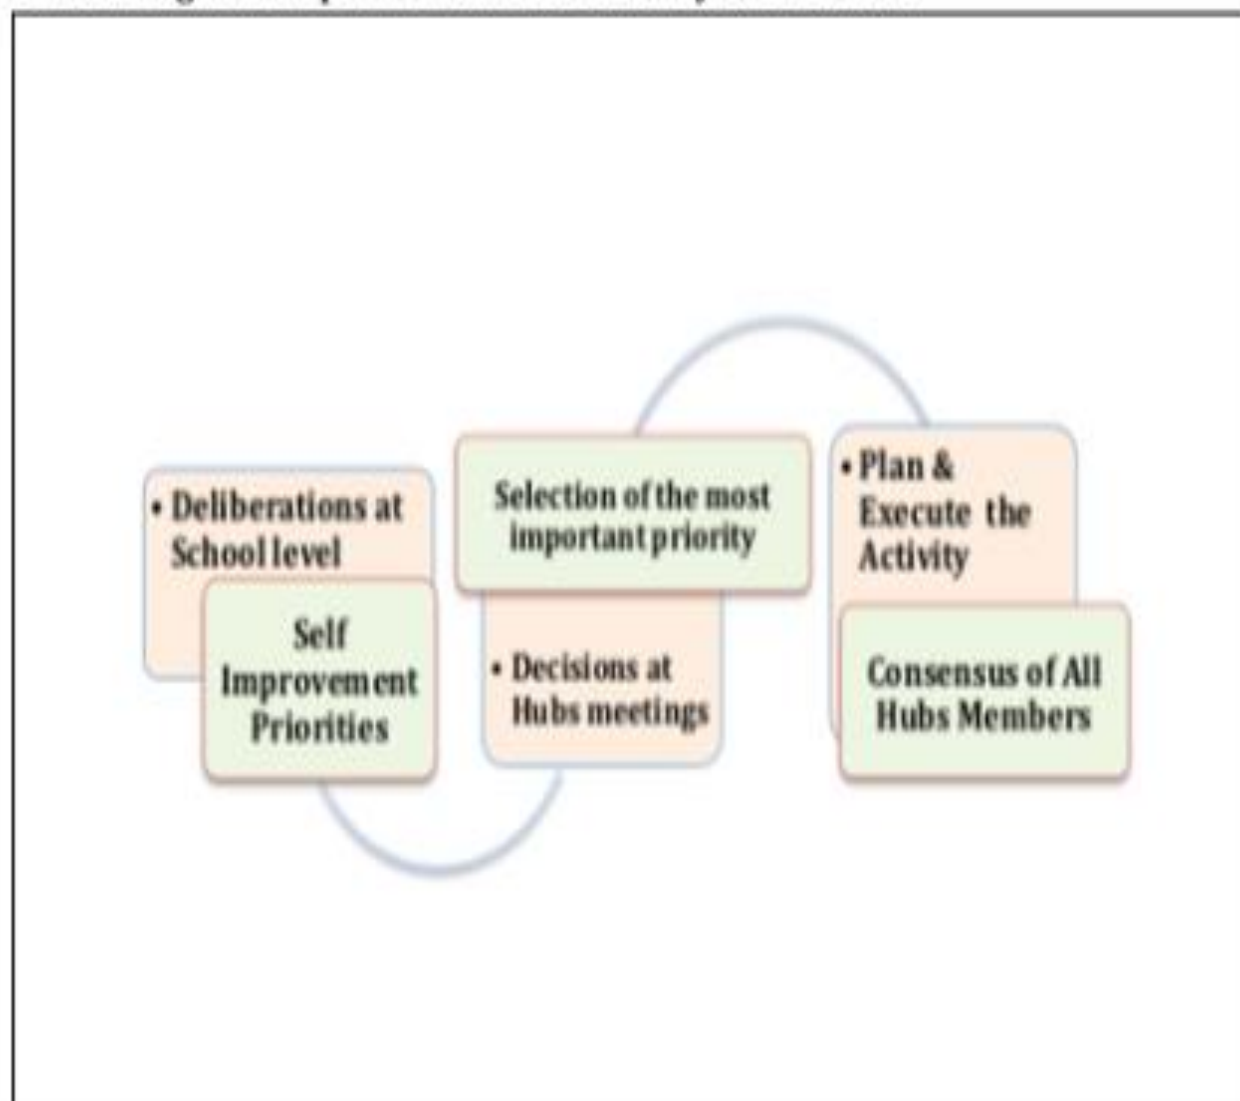 • Deliberations at
School level
Self
Improvement
Priorities
Selection of the most
important priority
• Decisions at
Hubs meetings
• Plan &
Execute the
Activity
Consensus of All
Hubs Members